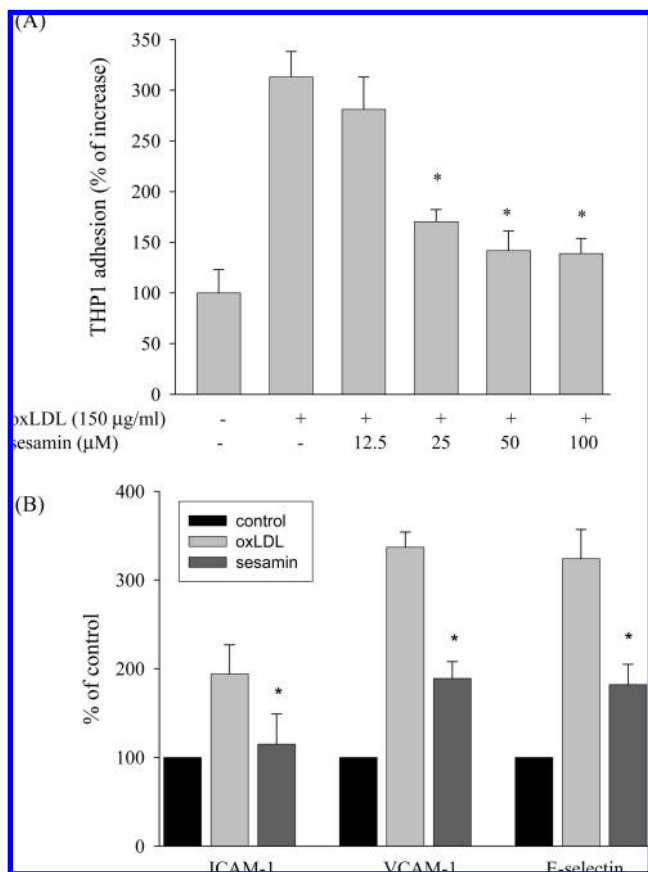 (A)
THP1 adhesion (% of increase)
350
300
250
200
150
100
50
0
* * *
oxLDL (150 μg/ml) - + + + + +
sesamin (μM) - - 12.5 25 50 100
(B)
% of control
400
300
200
100
0
control
oxLDL
sesamin
* * *
ICAM-1 VCAM-1 E-selectin